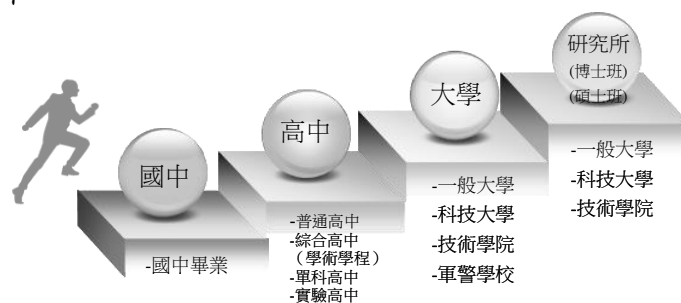 國中
-國中畢業
高中
-普通高中
-綜合高中
（學術學程）
-單科高中
-實驗高中
大學
-一般大學
-科技大學
-技術學院
-軍警學校
研究所
(博士班)
(碩士班)
-一般大學
-科技大學
-技術學院